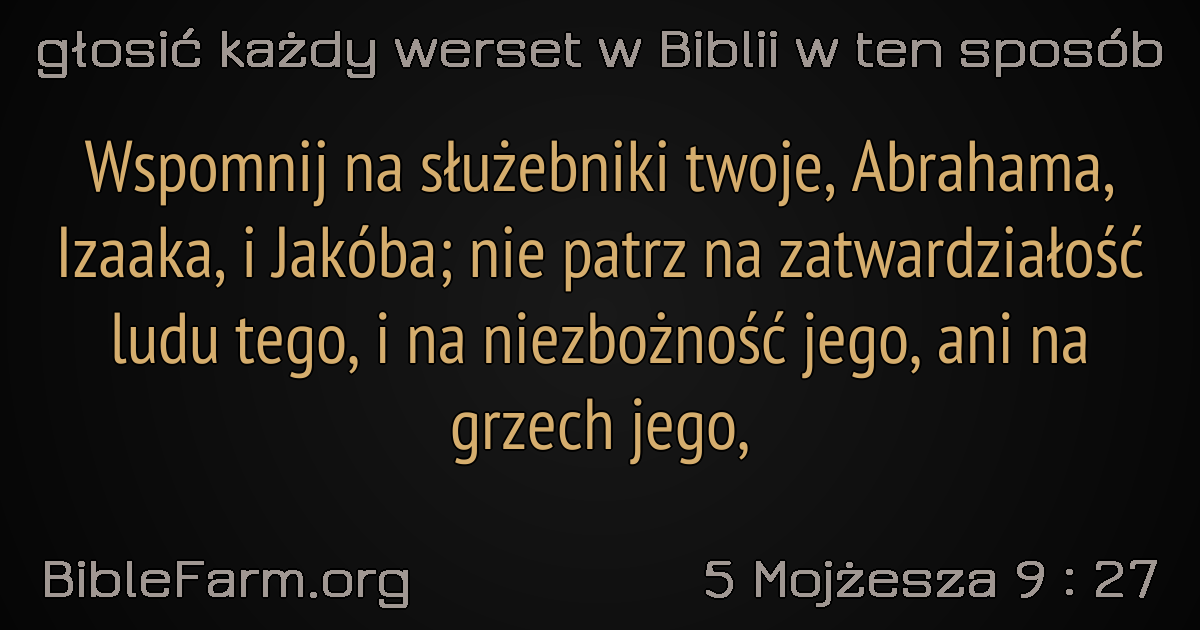 głosić każdy werset w Biblii w ten sposób
Wspomnij na służebniki twoje, Abrahama,
Izaaka, i Jakóba; nie patrz na zatwardziałość
ludu tego, i na niezbożność jego, ani na
grzech jego,
BibleFarm.org
5 Mojżesza 9 : 27